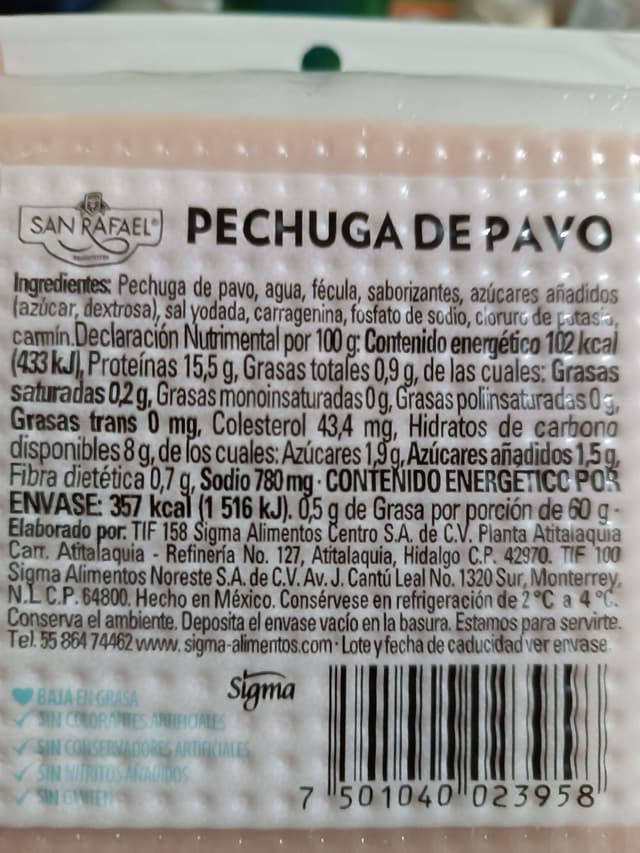 SAN RAFAEL®
PECHUGA DE PAVO
Ingredientes: Pechuga de pavo, agua, fécula, saborizantes, azúcares añadidos
(azúcar, dextrosa), sal yodada, carragenina, fosfato de sodio, cloruro de potasio,
carmín. Declaración Nutrimental por 100 g: Contenido energético 102 kcal
(433 kJ), Proteínas 15,5 g, Grasas totales 0,9 g, de las cuales: Grasas
saturadas 0,2 g, Grasas monoinsaturadas 0 g, Grasas poliinsaturadas 0 g,
Grasas trans 0 mg, Colesterol 43,4 mg, Hidratos de carbono
disponibles 8 g, de los cuales: Azúcares 1,9 g, Azúcares añadidos 1,5 g,
Fibra dietética 0,7 g, Sodio 780 mg · CONTENIDO ENERGÉTICO POR
ENVASE: 357 kcal (1 516 kJ). 0,5 g de Grasa por porción de 60 g ·
Elaborado por: TIF 158 Sigma Alimentos Centro S.A. de C.V. Planta Atitalaquia
Carr. Atitalaquia - Refinería No. 127, Atitalaquia, Hidalgo C.P. 42970. TIF 100
Sigma Alimentos Noreste S.A. de C.V. Av. J. Cantú Leal No. 1320 Sur, Monterrey,
N.L C.P. 64800. Hecho en México. Consérvese en refrigeración de 2 °C a 4 °C.
Conserva el ambiente. Deposita el envase vacío en la basura. Estamos para servirte.
Tel. 55 864 74462 www.sigma-alimentos.com · Lote y fecha de caducidad ver envase
Sigma
BAJA EN GRASA
SIN COLORANTES ARTIFICIALES
SIN CONSERVADORES ARTIFICIALES
SIN NITRITOS AÑADIDOS
SIN GLUTEN
7 501040 023958